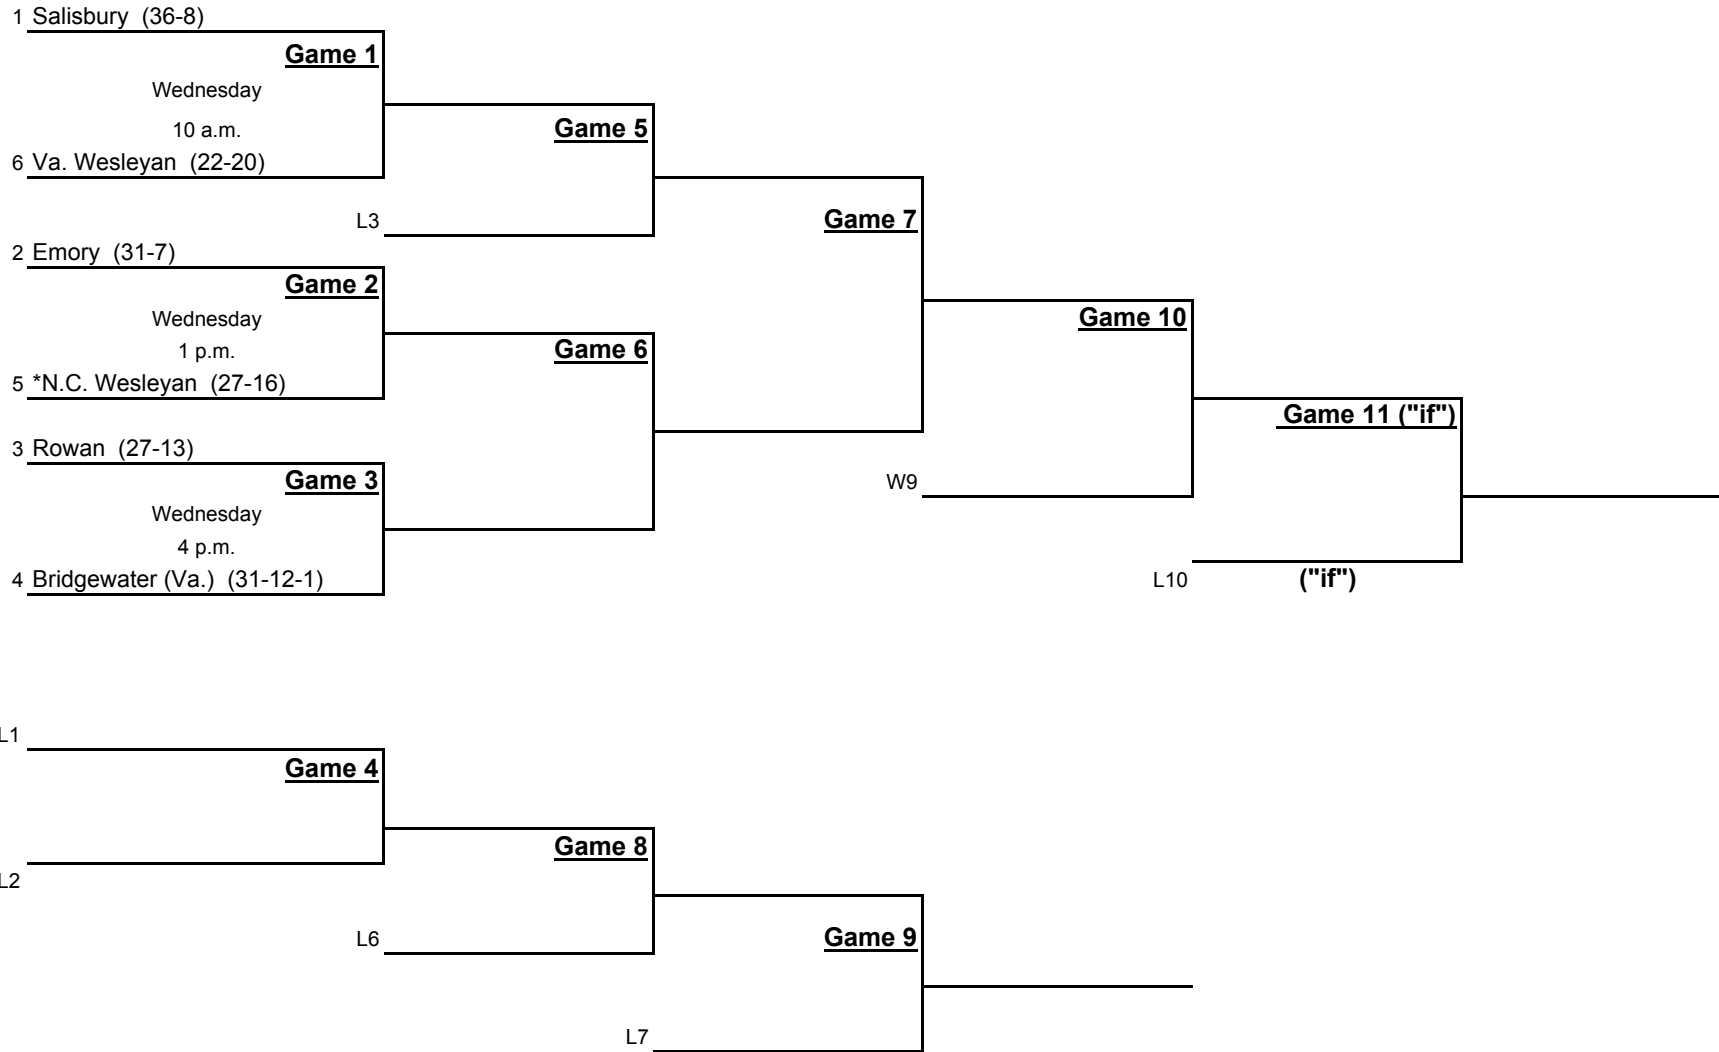 1 Salisbury (36-8)
Game 1
Wednesday
10 a.m.
Game 5
6 Va. Wesleyan (22-20)
L3
Game 7
2 Emory (31-7)
Game 2
Wednesday
Game 10
1 p.m.
Game 6
5 *N.C. Wesleyan (27-16)
Game 11 ("if")
3 Rowan (27-13)
Game 3
W9
Wednesday
4 p.m.
4 Bridgewater (Va.) (31-12-1)
L10 ("if")
L1
Game 4
Game 8
L2
L6
Game 9
L7